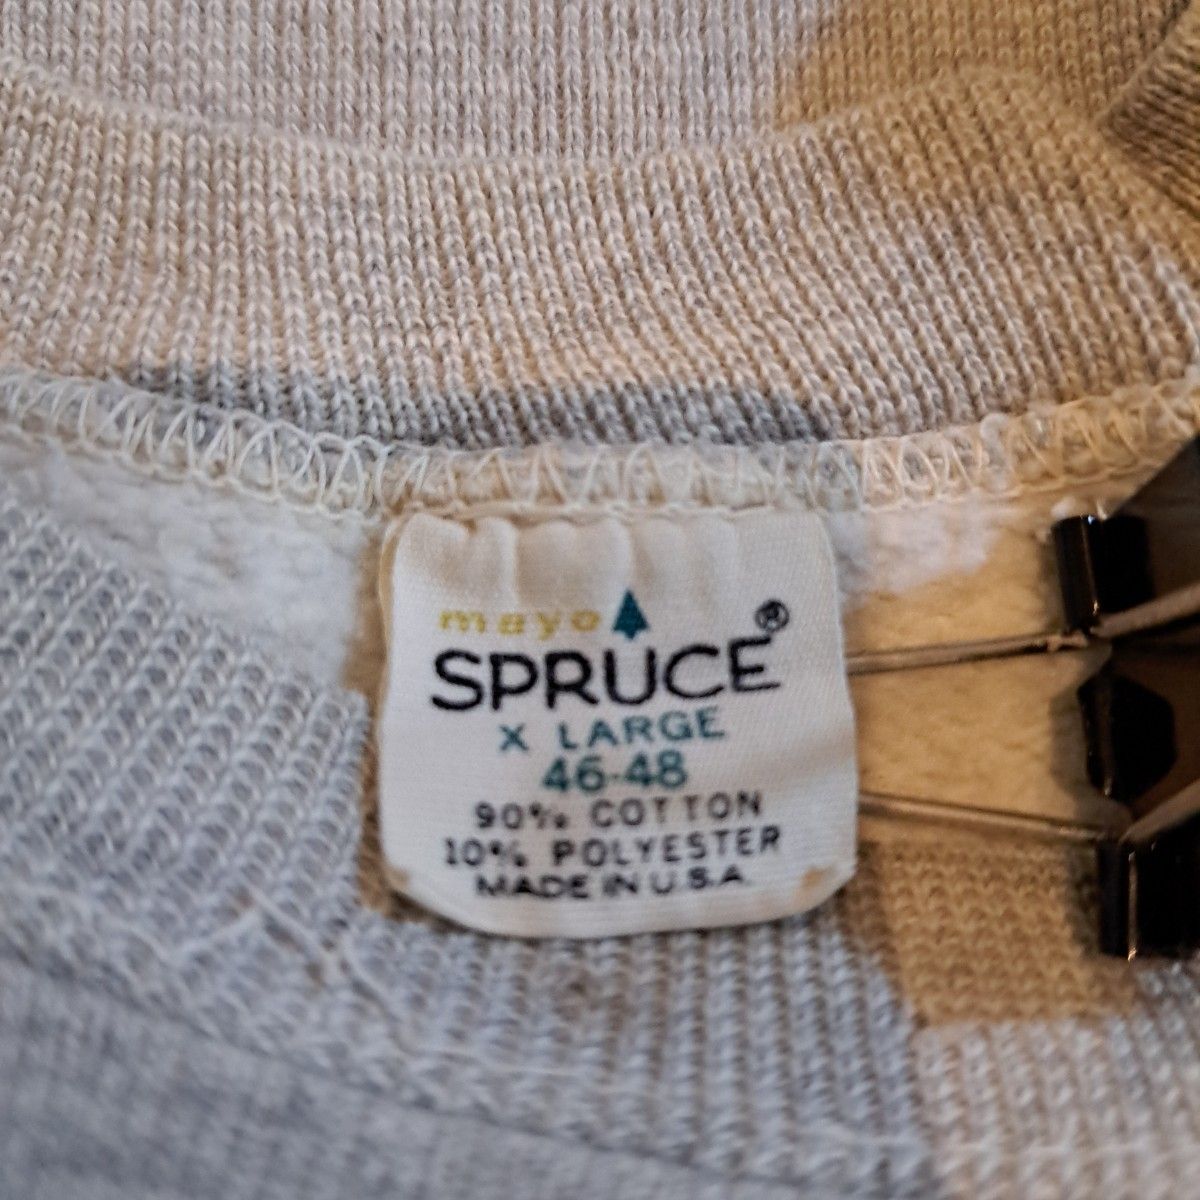 mayo
SPRUCE®
X LARGE
46-48
90% COTTON
10% POLYESTER
MADE IN U.S.A.